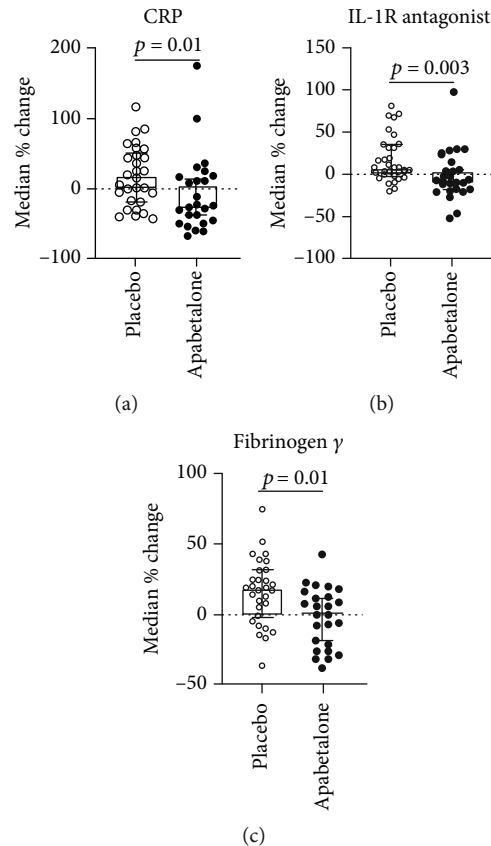 CRP
p = 0.01
Median % change
200
100
0
−100
Placebo
Apabetalone
(a)
IL-1R antagonist
p = 0.003
Median % change
150
100
50
0
−50
−100
Placebo
Apabetalone
(b)
Fibrinogen γ
p = 0.01
Median % change
100
50
0
−50
Placebo
Apabetalone
(c)